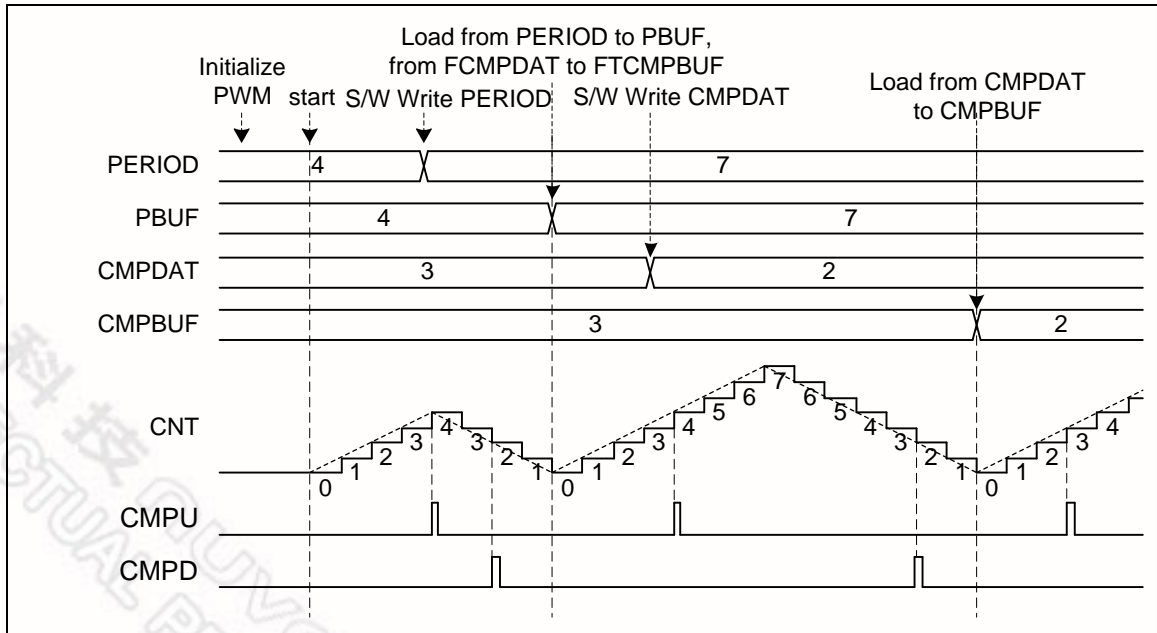 Load from PERIOD to PBUF,
from FCMPDAT to FTCMPBUF
Initialize
PWM
start
S/W Write PERIOD
S/W Write CMPDAT
Load from CMPDAT
to CMPBUF
PERIOD 4 7
PBUF 4 7
CMPDAT 3 2
CMPBUF 3 2
CNT 0 1 2 3 4 3 2 1 0 1 2 3 4 5 6 7 6 5 4 3 2 1 0 1 2 3 4
CMPU
CMPD
科技